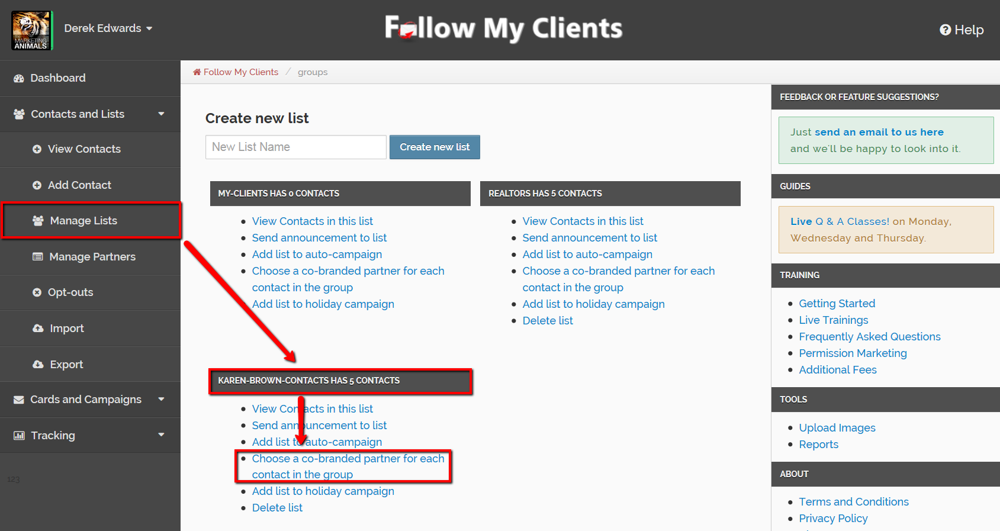 MARKETING
ANIMALS
Derek Edwards
Follow My Clients
Help
Dashboard
Contacts and Lists
View Contacts
Add Contact
Manage Lists
Manage Partners
Opt-outs
Import
Export
Cards and Campaigns
Tracking
123
Follow My Clients / groups
Create new list
New List Name
Create new list
MY-CLIENTS HAS 0 CONTACTS
View Contacts in this list
Send announcement to list
Add list to auto-campaign
Choose a co-branded partner for each
contact in the group
Add list to holiday campaign
REALTORS HAS 5 CONTACTS
View Contacts in this list
Send announcement to list
Add list to auto-campaign
Choose a co-branded partner for each
contact in the group
Add list to holiday campaign
Delete list
KAREN-BROWN-CONTACTS HAS 5 CONTACTS
View Contacts in this list
Send announcement to list
Add list to auto-campaign
Choose a co-branded partner for each
contact in the group
Add list to holiday campaign
Delete list
FEEDBACK OR FEATURE SUGGESTIONS?
Just send an email to us here
and we'll be happy to look into it.
GUIDES
Live Q & A Classes! on Monday,
Wednesday and Thursday.
TRAINING
Getting Started
Live Trainings
Frequently Asked Questions
Permission Marketing
Additional Fees
TOOLS
Upload Images
Reports
ABOUT
Terms and Conditions
Privacy Policy